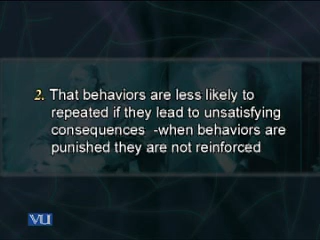 2. That behaviors are less likely to
repeated if they lead to unsatisfying
consequences -when behaviors are
punished they are not reinforced
VU